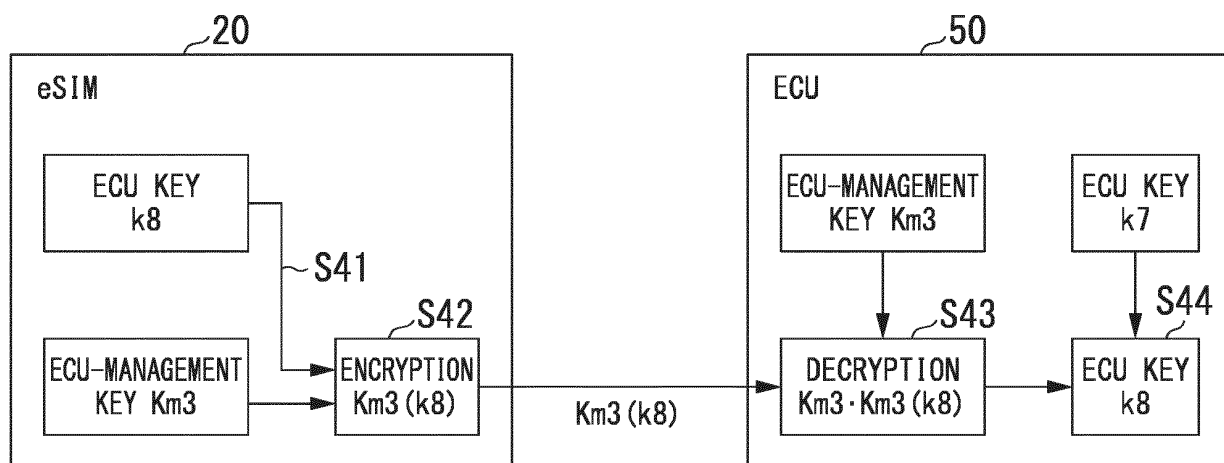 20
eSIM
ECU KEY
k8
S41
S42
ECU-MANAGEMENT
KEY Km3
ENCRYPTION
Km3(k8)
Km3(k8)
50
ECU
ECU-MANAGEMENT
KEY Km3
ECU KEY
k7
S43
S44
DECRYPTION
Km3·Km3(k8)
ECU KEY
k8